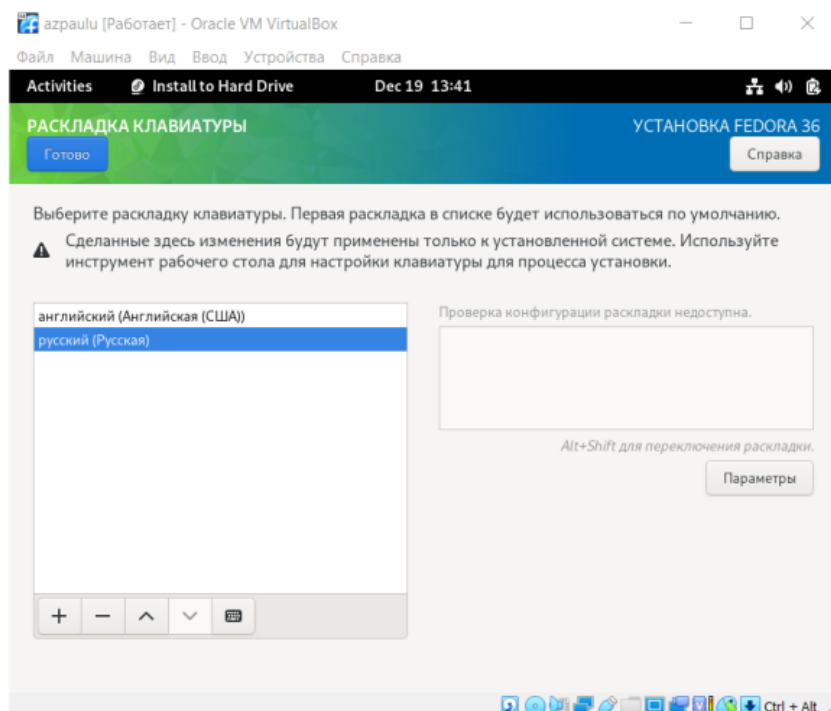 azpaulu [Работает] - Oracle VM VirtualBox
Файл Машина Вид Ввод Устройства Справка
Activities Install to Hard Drive Dec 19 13:41
РАСКЛАДКА КЛАВИАТУРЫ
УСТАНОВКА FEDORA 36
Готово
Справка
Выберите раскладку клавиатуры. Первая раскладка в списке будет использоваться по умолчанию.
Сделанные здесь изменения будут применены только к установленной системе. Используйте
инструмент рабочего стола для настройки клавиатуры для процесса установки.
английский (Английская (США))
русский (Русская)
Проверка конфигурации раскладки недоступна.
Alt+Shift для переключения раскладки.
Параметры
Ctrl + Alt